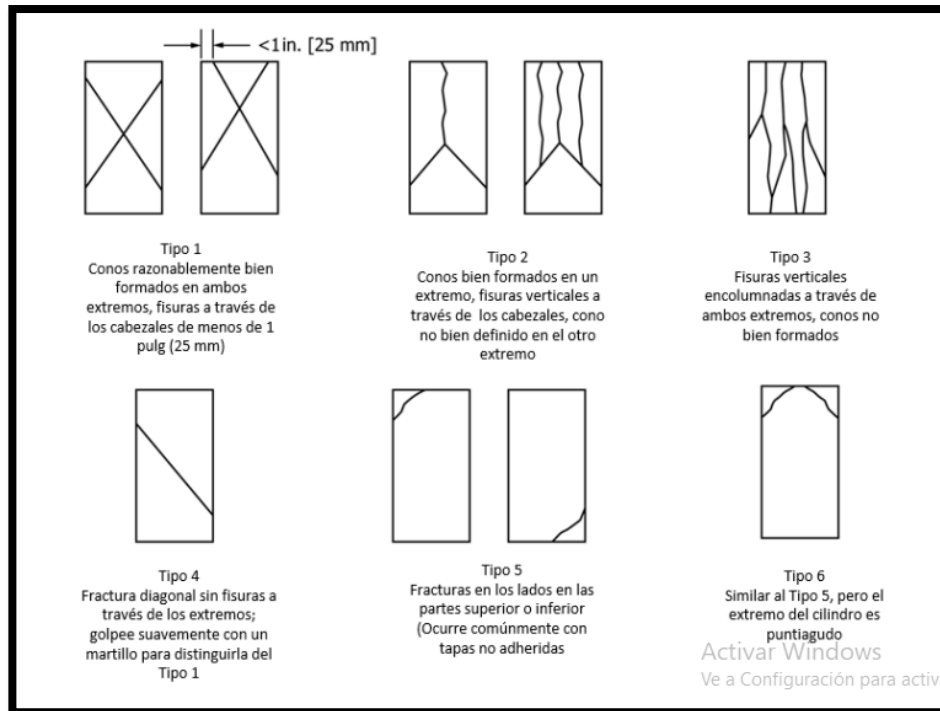 <1in. [25 mm]
Tipo 1
Conos razonablemente bien
formados en ambos
extremos, fisuras a través de
los cabezales de menos de 1
pulg (25 mm)
Tipo 2
Conos bien formados en un
extremo, fisuras verticales a
través de los cabezales, cono
no bien definido en el otro
extremo
Tipo 3
Fisuras verticales
encolumnadas a través de
ambos extremos, conos no
bien formados
Tipo 4
Fractura diagonal sin fisuras a
través de los extremos;
golpee suavemente con un
martillo para distinguirla del
Tipo 1
Tipo 5
Fracturas en los lados en las
partes superior o inferior
(Ocurre comúnmente con
tapas no adheridas
Tipo 6
Similar al Tipo 5, pero el
extremo del cilindro es
puntiagudo
Activar Windows
Ve a Configuración para activ